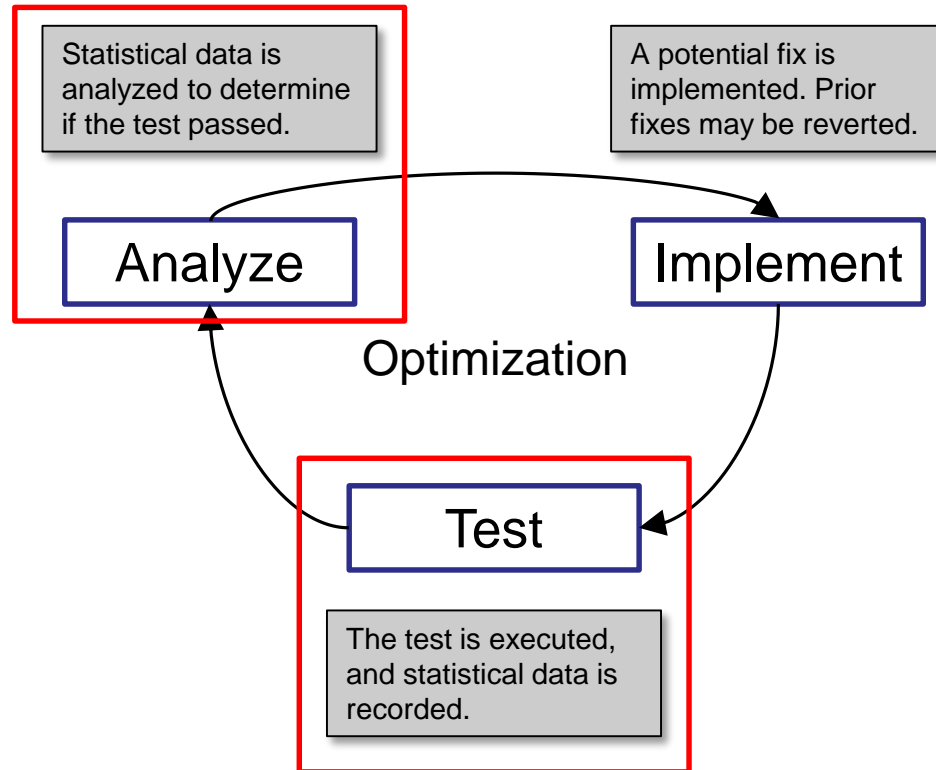 Statistical data is
analyzed to determine
if the test passed.
A potential fix is
implemented. Prior
fixes may be reverted.
Analyze
Implement
Optimization
Test
The test is executed,
and statistical data is
recorded.